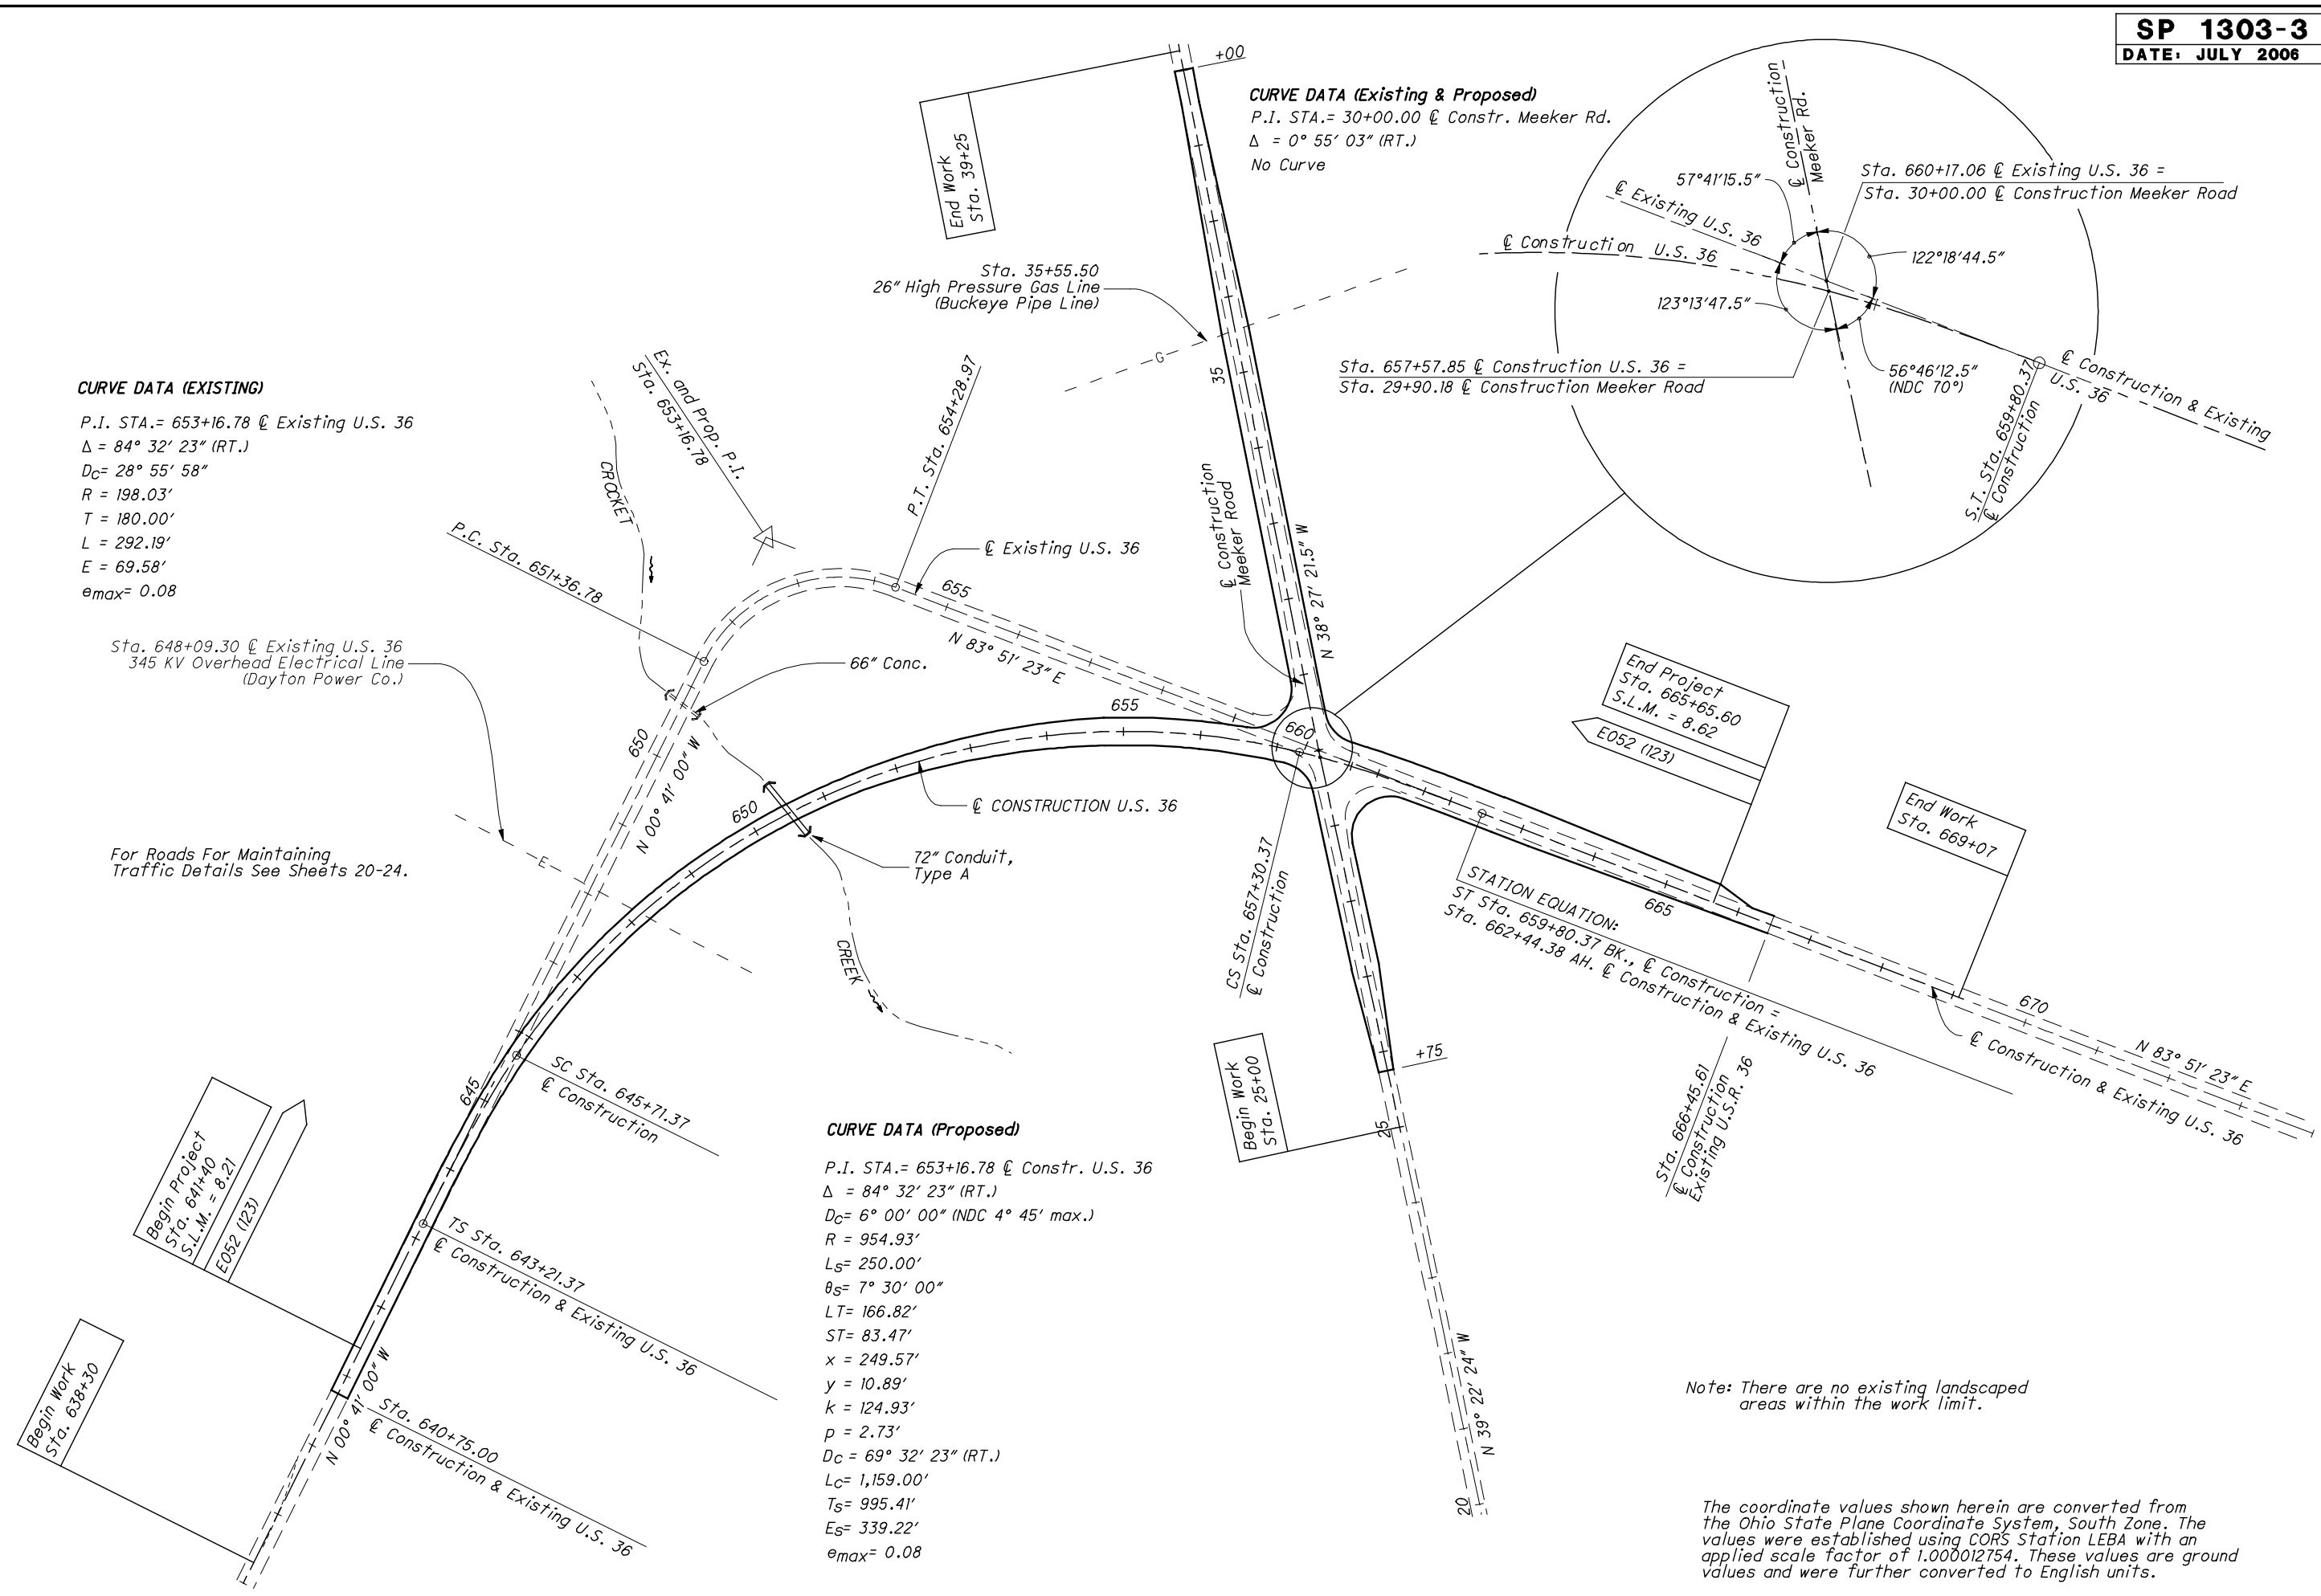 SP 1303-3
DATE: JULY 2006
+00
CURVE DATA (Existing & Proposed)
P.I. STA.= 30+00.00 ℄ Constr. Meeker Rd.
Δ = 0° 55' 03" (RT.)
No Curve
End Work
Sta. 39+25
Sta. 35+55.50
26" High Pressure Gas Line
(Buckeye Pipe Line)
G
35
℄ Construction
Meeker Rd.
57°41'15.5"
Sta. 660+17.06 ℄ Existing U.S. 36 =
Sta. 30+00.00 ℄ Construction Meeker Road
℄ Existing U.S. 36
℄ Construction U.S. 36
122°18'44.5"
123°13'47.5"
Sta. 657+57.85 ℄ Construction U.S. 36 =
Sta. 29+90.18 ℄ Construction Meeker Road
56°46'12.5"
(NDC 70°)
S.T. Sta. 659+80.37
℄ Construction
℄ Construction & Existing
U.S. 36
CURVE DATA (EXISTING)
P.I. STA.= 653+16.78 ℄ Existing U.S. 36
Δ = 84° 32' 23" (RT.)
Dc= 28° 55' 58"
R = 198.03'
T = 180.00'
L = 292.19'
E = 69.58'
emax= 0.08
Ex. and Prop. P.I.
Sta. 653+16.78
CROCKET
P.T. Sta. 654+28.97
P.C. Sta. 651+36.78
℄ Existing U.S. 36
655
N 83° 51' 23" E
℄ Construction
Meeker Road
N 38° 27' 21.5" W
Sta. 648+09.30 ℄ Existing U.S. 36
345 KV Overhead Electrical Line
(Dayton Power Co.)
66" Conc.
650
N 00° 41' 00" W
655
660
650
℄ CONSTRUCTION U.S. 36
72" Conduit,
Type A
E
For Roads For Maintaining
Traffic Details See Sheets 20-24.
CREEK
End Project
Sta. 665+65.60
S.L.M. = 8.62
E052 (123)
End Work
Sta. 669+07
CS Sta. 657+30.37
℄ Construction
STATION EQUATION:
ST Sta. 659+80.37 BK., ℄ Construction =
Sta. 662+44.38 AH. ℄ Construction & Existing U.S. 36
665
670
N 83° 51' 23" E
℄ Construction & Existing U.S. 36
Sta. 666+45.61
℄ Construction
Existing U.S.R. 36
645
SC Sta. 645+71.37
℄ Construction
Begin Work
Sta. 25+00
+75
25
Begin Project
Sta. 641+40
S.L.M. = 8.21
E052 (123)
TS Sta. 643+21.37
℄ Construction & Existing U.S. 36
Begin Work
Sta. 638+30
N 00° 41' 00" W
Sta. 640+75.00
℄ Construction & Existing U.S. 36
CURVE DATA (Proposed)
P.I. STA.= 653+16.78 ℄ Constr. U.S. 36
Δ = 84° 32' 23" (RT.)
Dc= 6° 00' 00" (NDC 4° 45' max.)
R = 954.93'
Ls= 250.00'
θs= 7° 30' 00"
LT= 166.82'
ST= 83.47'
x = 249.57'
y = 10.89'
k = 124.93'
p = 2.73'
Dc = 69° 32' 23" (RT.)
Lc= 1,159.00'
Ts= 995.41'
Es= 339.22'
emax= 0.08
N 39° 22' 24" W
20
Note: There are no existing landscaped
areas within the work limit.
The coordinate values shown herein are converted from
the Ohio State Plane Coordinate System, South Zone. The
values were established using CORS Station LEBA with an
applied scale factor of 1.000012754. These values are ground
values and were further converted to English units.